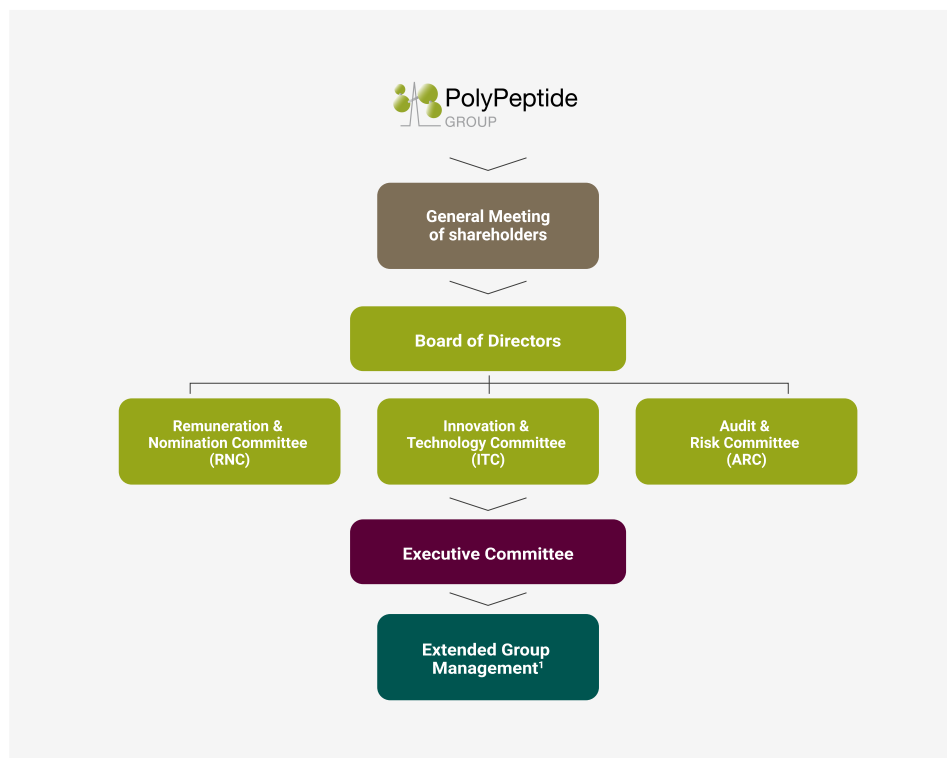 PolyPeptide
GROUP
General Meeting
of shareholders
Board of Directors
Remuneration &
Nomination Committee
(RNC)
Innovation &
Technology Committee
(ITC)
Audit &
Risk Committee
(ARC)
Executive Committee
Extended Group
Management¹